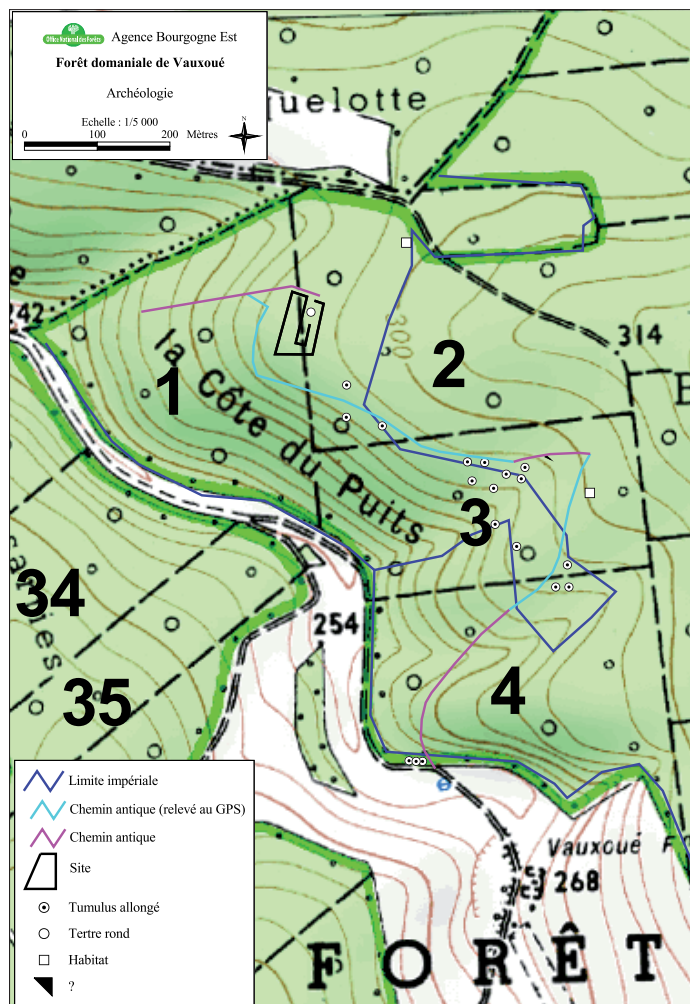 Office National des Forêts
Agence Bourgogne Est
Forêt domaniale de Vauxoué
Archéologie
Echelle : 1/5 000
0 100 200 Mètres
N
quelotte
e
242
300
314
2
1
la Côte du Puits
3
34
254
35
4
Vauxoué F
268
FORÊT
Limite impériale
Chemin antique (relevé au GPS)
Chemin antique
Site
Tumulus allongé
Tertre rond
Habitat
?